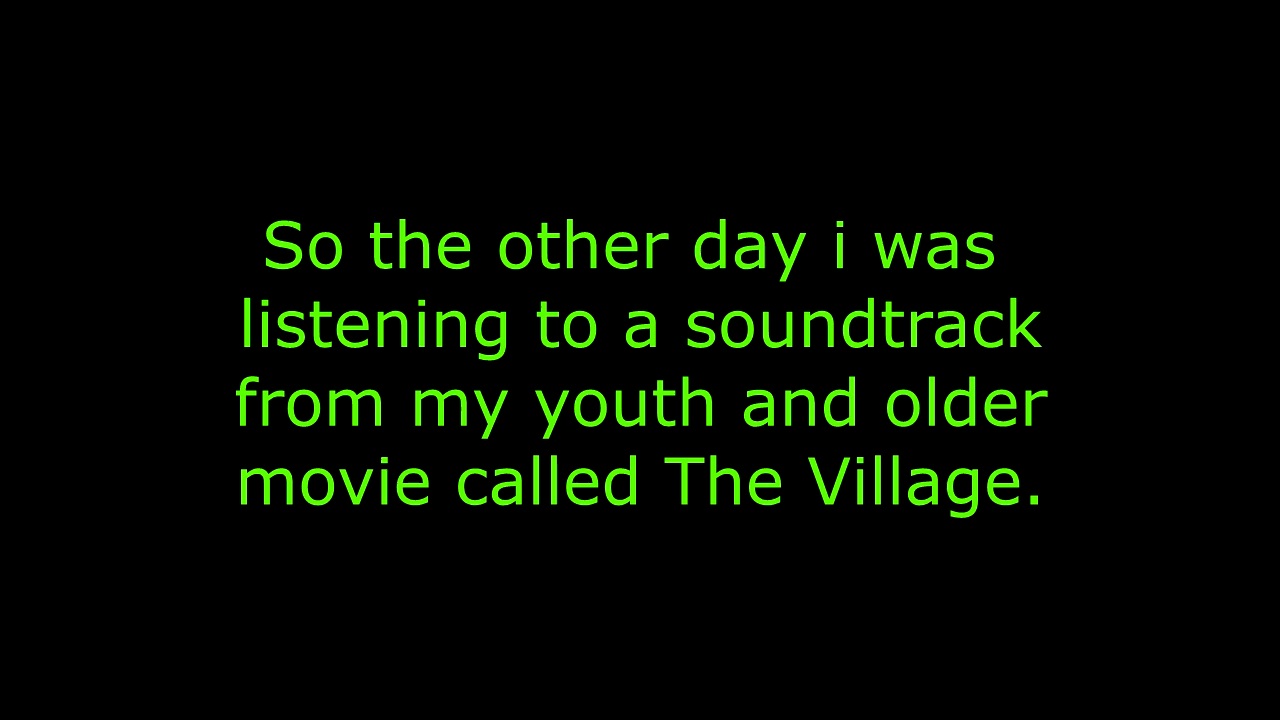 So the other day i was
listening to a soundtrack
from my youth and older
movie called The Village.